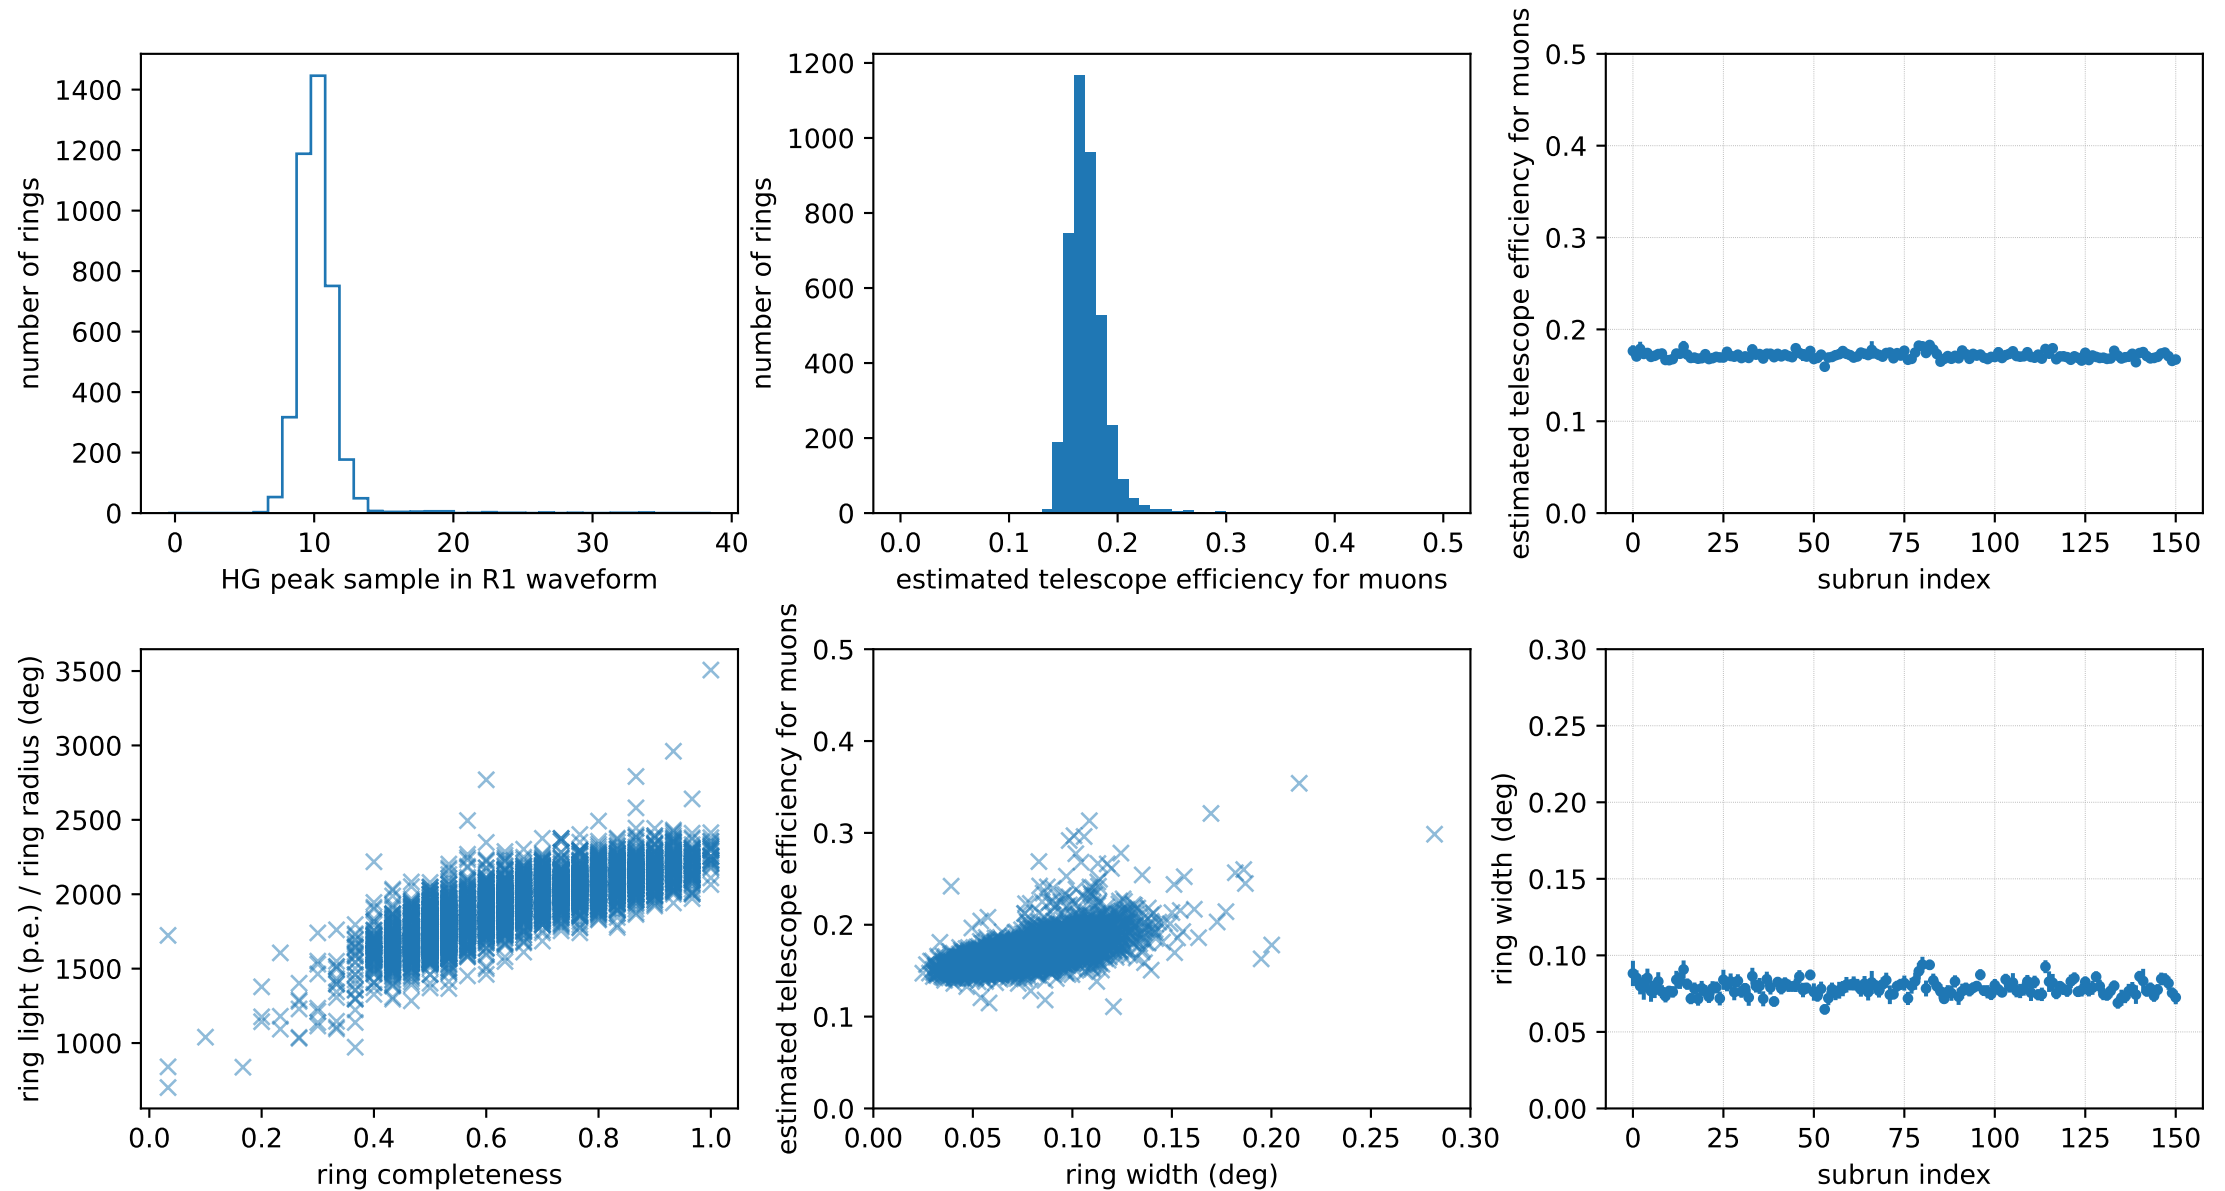 number of rings
1400
1200
1000
800
600
400
200
0
0 10 20 30 40
HG peak sample in R1 waveform
number of rings
1200
1000
800
600
400
200
0
0.0 0.1 0.2 0.3 0.4 0.5
estimated telescope efficiency for muons
estimated telescope efficiency for muons
0.5
0.4
0.3
0.2
0.1
0.0
0 25 50 75 100 125 150
subrun index
ring light (p.e.) / ring radius (deg)
3500
3000
2500
2000
1500
1000
0.0 0.2 0.4 0.6 0.8 1.0
ring completeness
estimated telescope efficiency for muons
0.5
0.4
0.3
0.2
0.1
0.0
0.00 0.05 0.10 0.15 0.20 0.25 0.30
ring width (deg)
ring width (deg)
0.30
0.25
0.20
0.15
0.10
0.05
0.00
0 25 50 75 100 125 150
subrun index